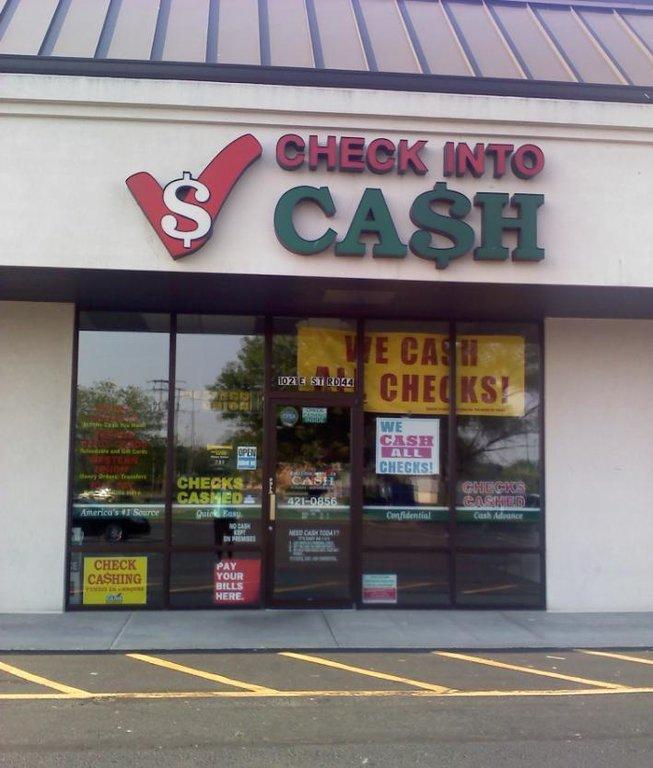 $
CHECK INTO
CA$H
WE CASH
ALL CHECKS!
1021 E ST RD 44
OPEN
WE
CASH
ALL
CHECKS!
CHECKS
CASHED
CASH
421-0856
CHECKS
CASHED
America's #1 Source
Quick, Easy,
Confidential
Cash Advance
NO CASH
KEPT
ON PREMISES
NEED CASH TODAY?
CHECK
CA$HING
PAY
YOUR
BILLS
HERE.